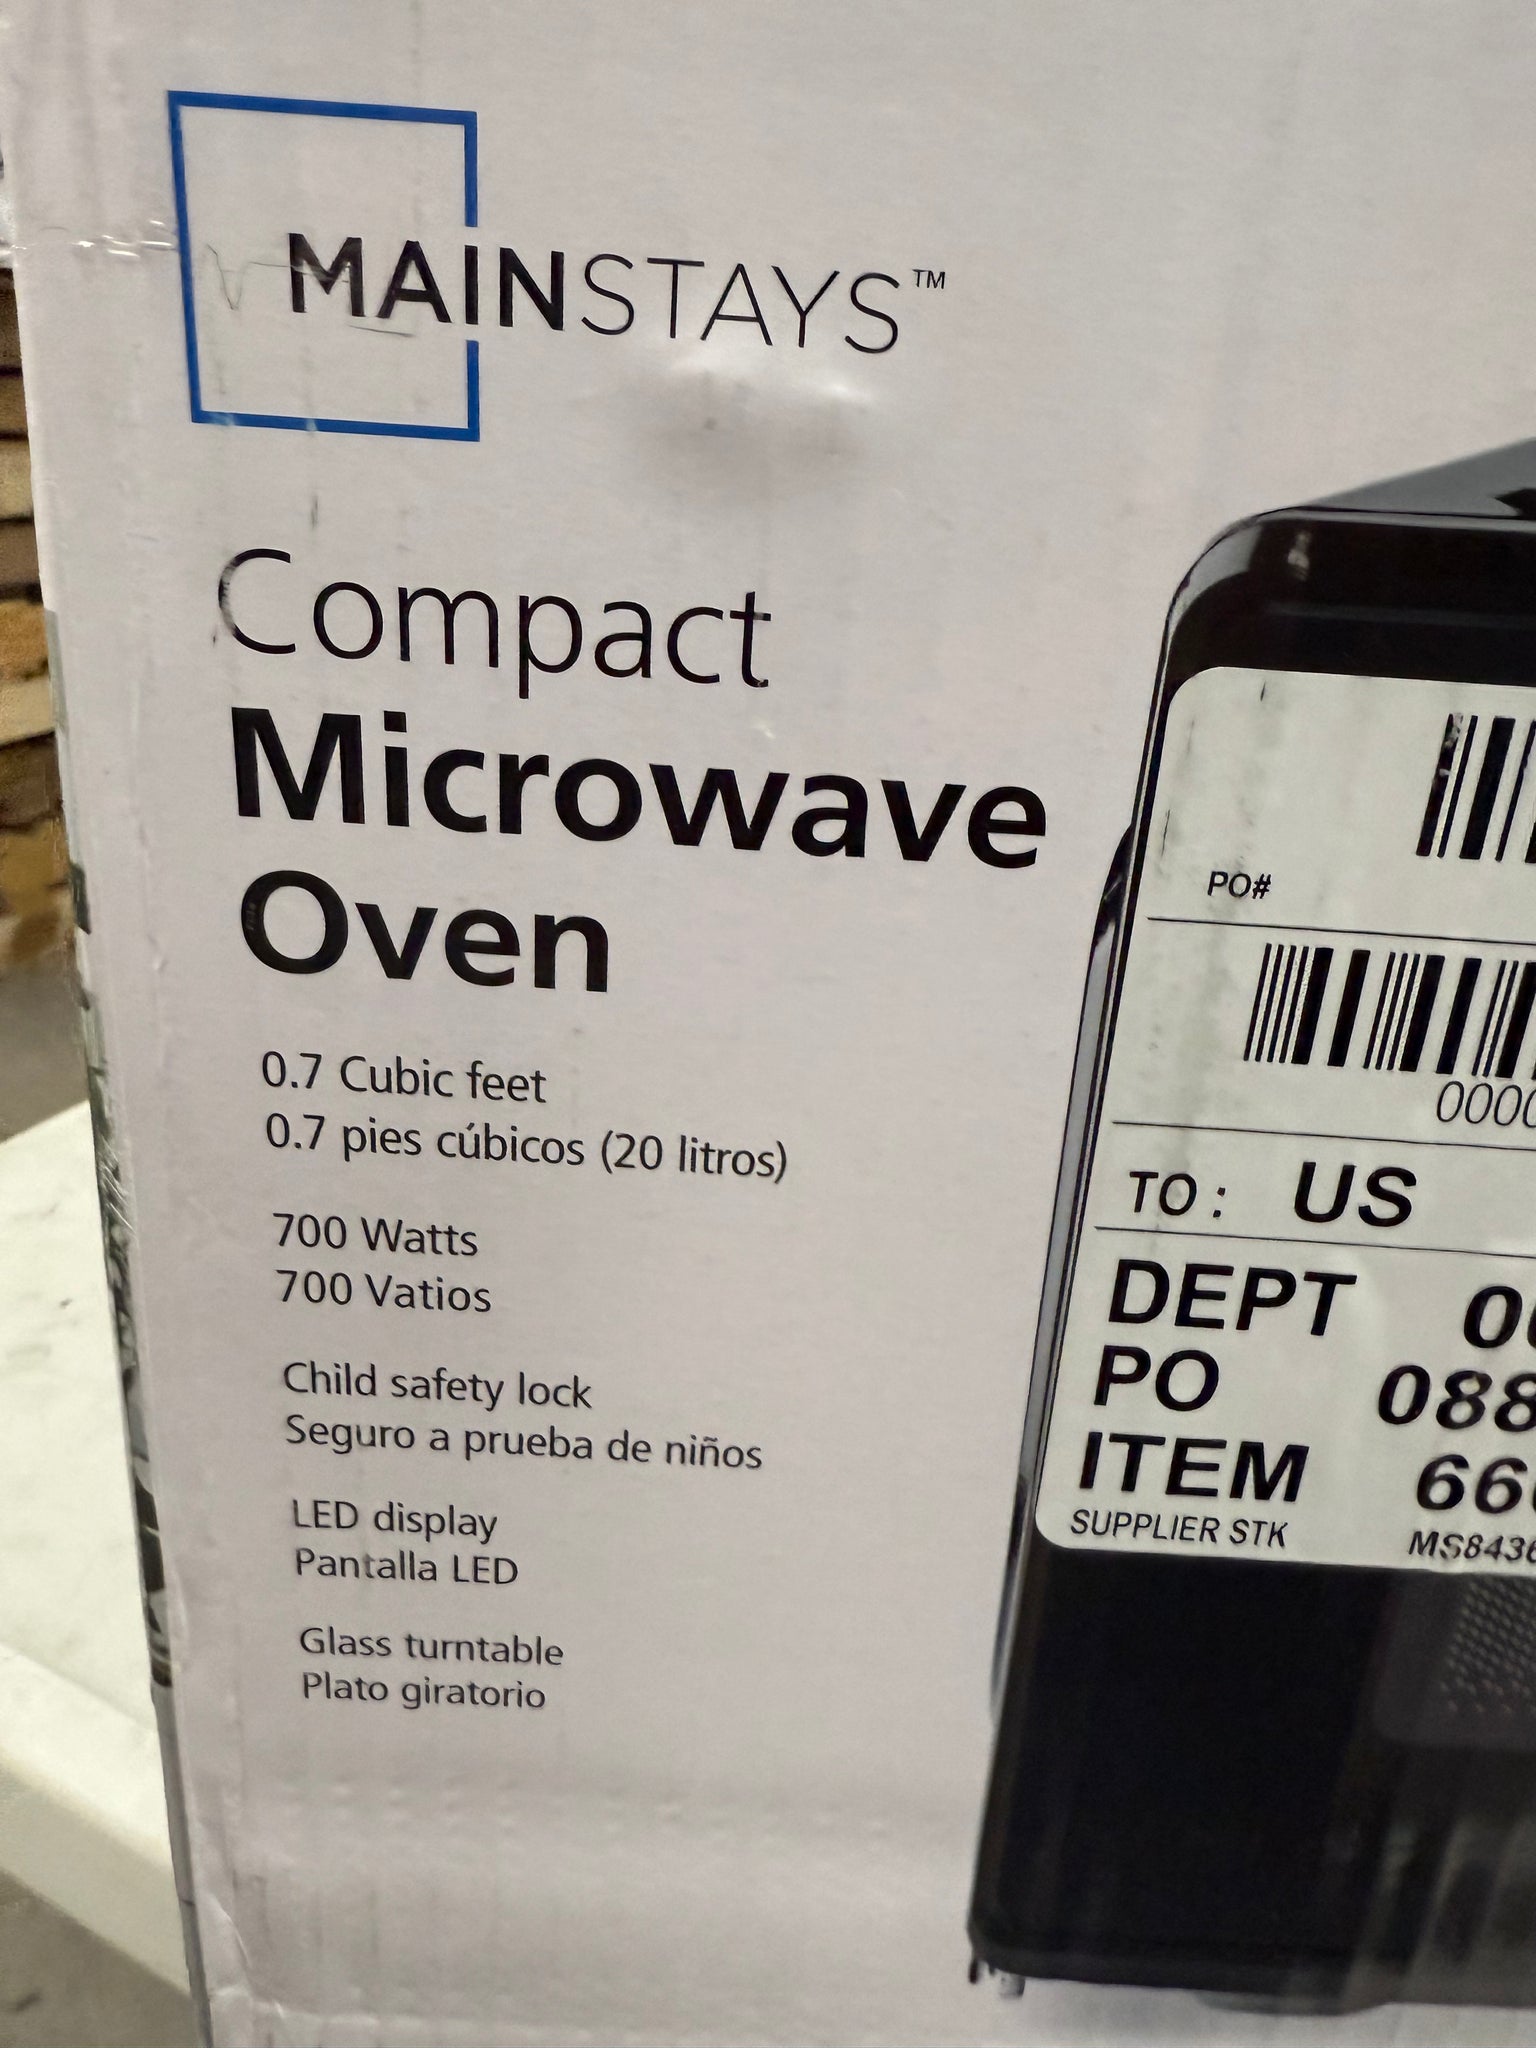 MAINSTAYS™
Compact
Microwave
Oven
0.7 Cubic feet
0.7 pies cúbicos (20 litros)
700 Watts
700 Vatios
Child safety lock
Seguro a prueba de niños
LED display
Pantalla LED
Glass turntable
Plato giratorio
PO#
TO: US
DEPT
PO
ITEM
SUPPLIER STK